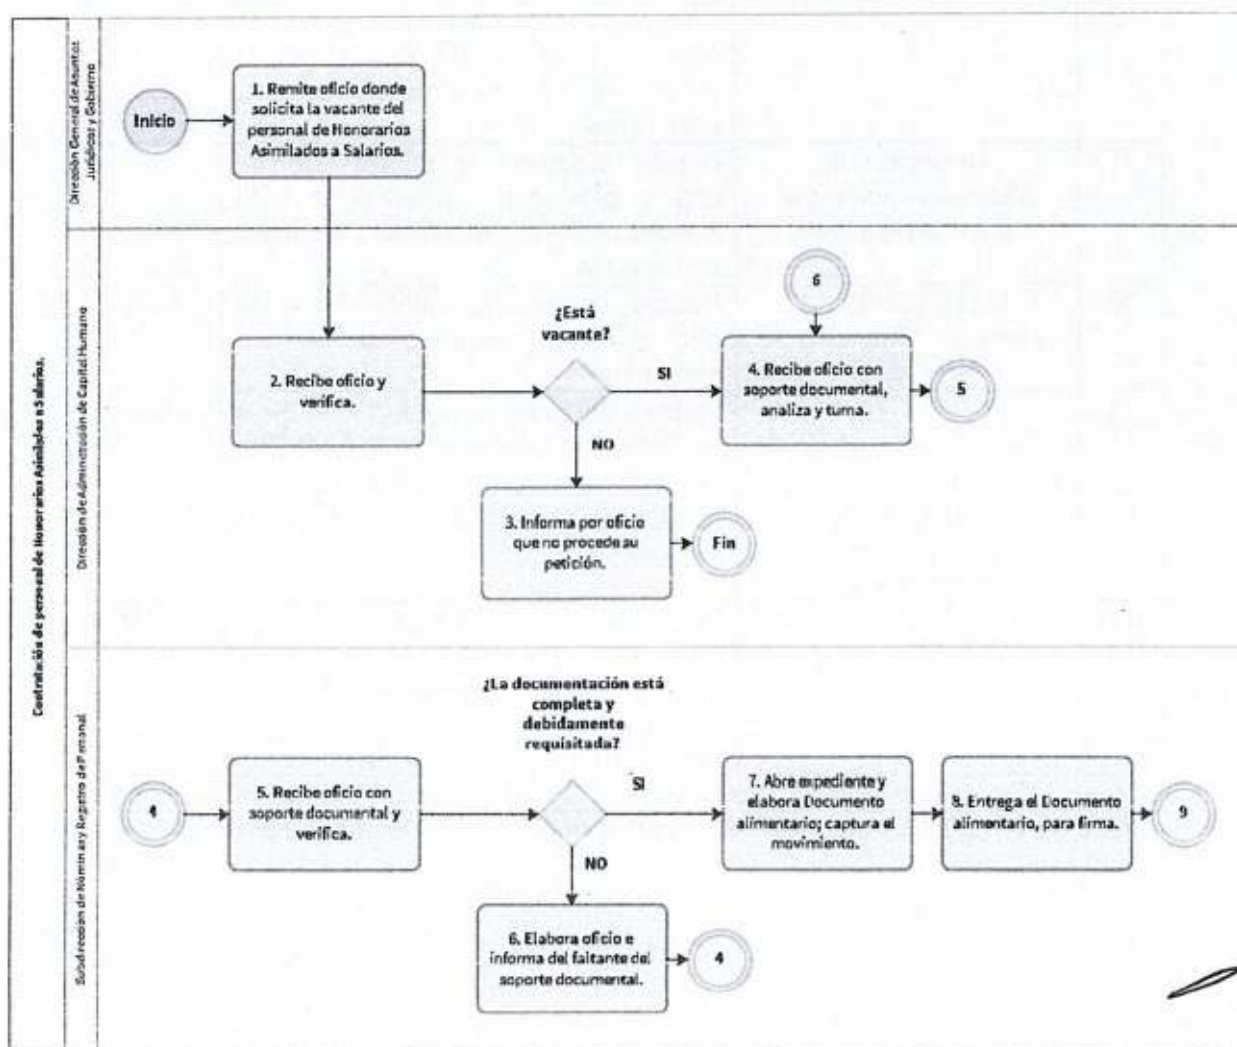 Contratación de personal de Honorarios Asimilados a Salarios.
Dirección General de Asuntos
Jurídicos y Gobierno
Inicio
1. Remite oficio donde
solicita la vacante del
personal de Honorarios
Asimilados a Salarios.
Dirección de Administración de Capital Humano
2. Recibe oficio y
verifica.
¿Está
vacante?
SI
NO
6
4. Recibe oficio con
soporte documental,
analiza y turna.
5
3. Informa por oficio
que no procede su
petición.
Fin
Subdirección de Nóminas y Registro de Personal
4
5. Recibe oficio con
soporte documental y
verifica.
¿La documentación está
completa y
debidamente
requisitada?
SI
NO
7. Abre expediente y
elabora Documento
alimentario; captura el
movimiento.
8. Entrega el Documento
alimentario, para firma.
9
6. Elabora oficio e
informa del faltante del
soporte documental.
4